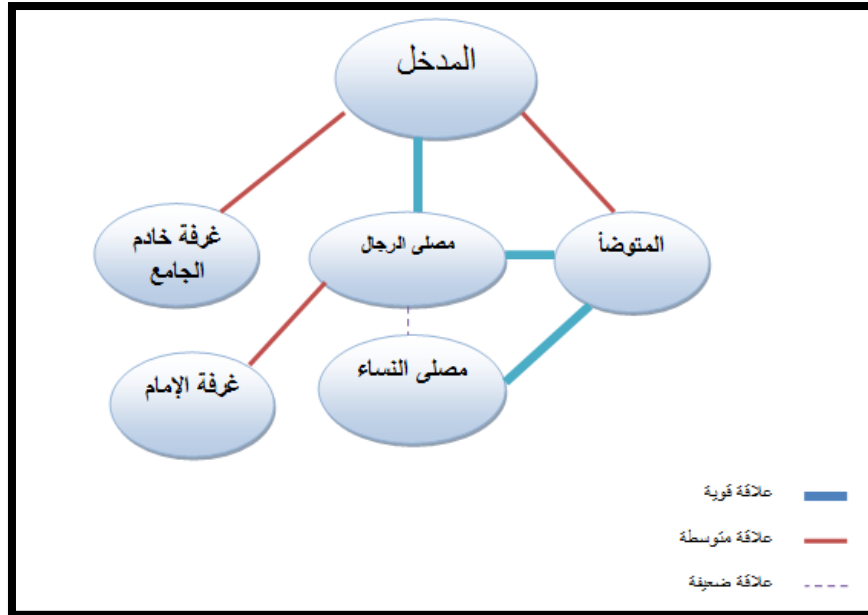 المدخل
غرفة خادم
الجامع
مصلى الرجال
المتوضأ
غرفة الإمام
مصلى النساء
علاقة قوية
علاقة متوسطة
علاقة ضعيفة